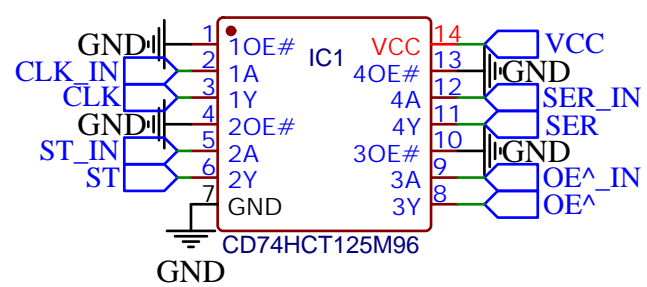 GND 1 1OE# IC1 VCC 14 VCC
CLK_IN 2 1A 4OE# 13 GND
CLK 3 1Y 4A 12 SER_IN
GND 4 2OE# 4Y 11 SER
ST_IN 5 2A 3OE# 10 GND
ST 6 2Y 3A 9 OE^_IN
7 GND 3Y 8 OE^
CD74HCT125M96
GND